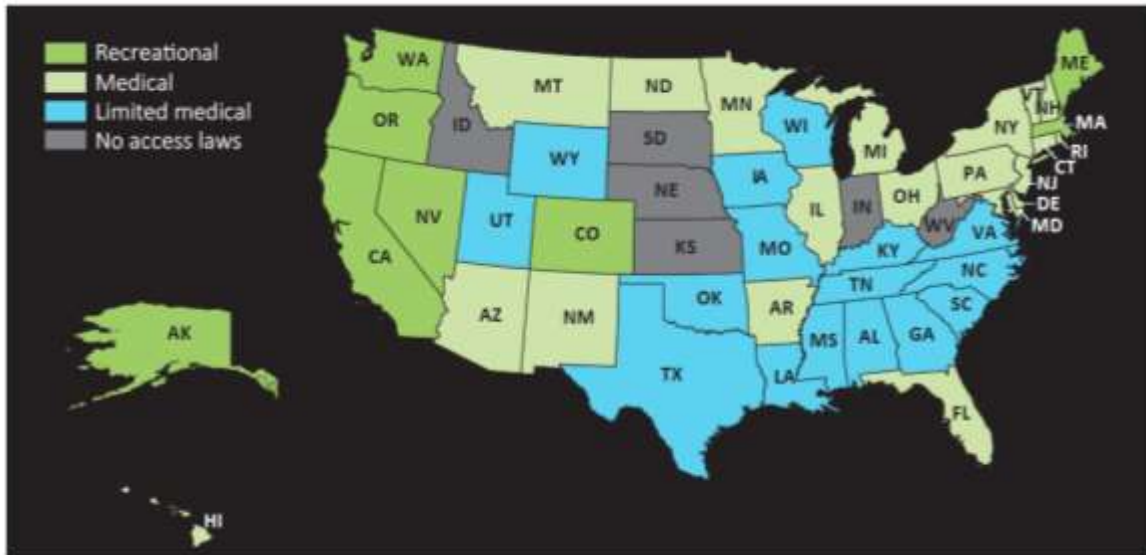 Recreational
Medical
Limited medical
No access laws
WA
MT
ND
MN
ME
VT
NH
OR
ID
WY
SD
WI
MI
NY
MA
RI
CT
NE
IA
PA
NJ
NV
UT
CO
IL
IN
OH
DE
MD
CA
KS
MO
WV
VA
KY
AZ
NM
OK
AR
TN
NC
SC
AK
TX
LA
MS
AL
GA
FL
HI